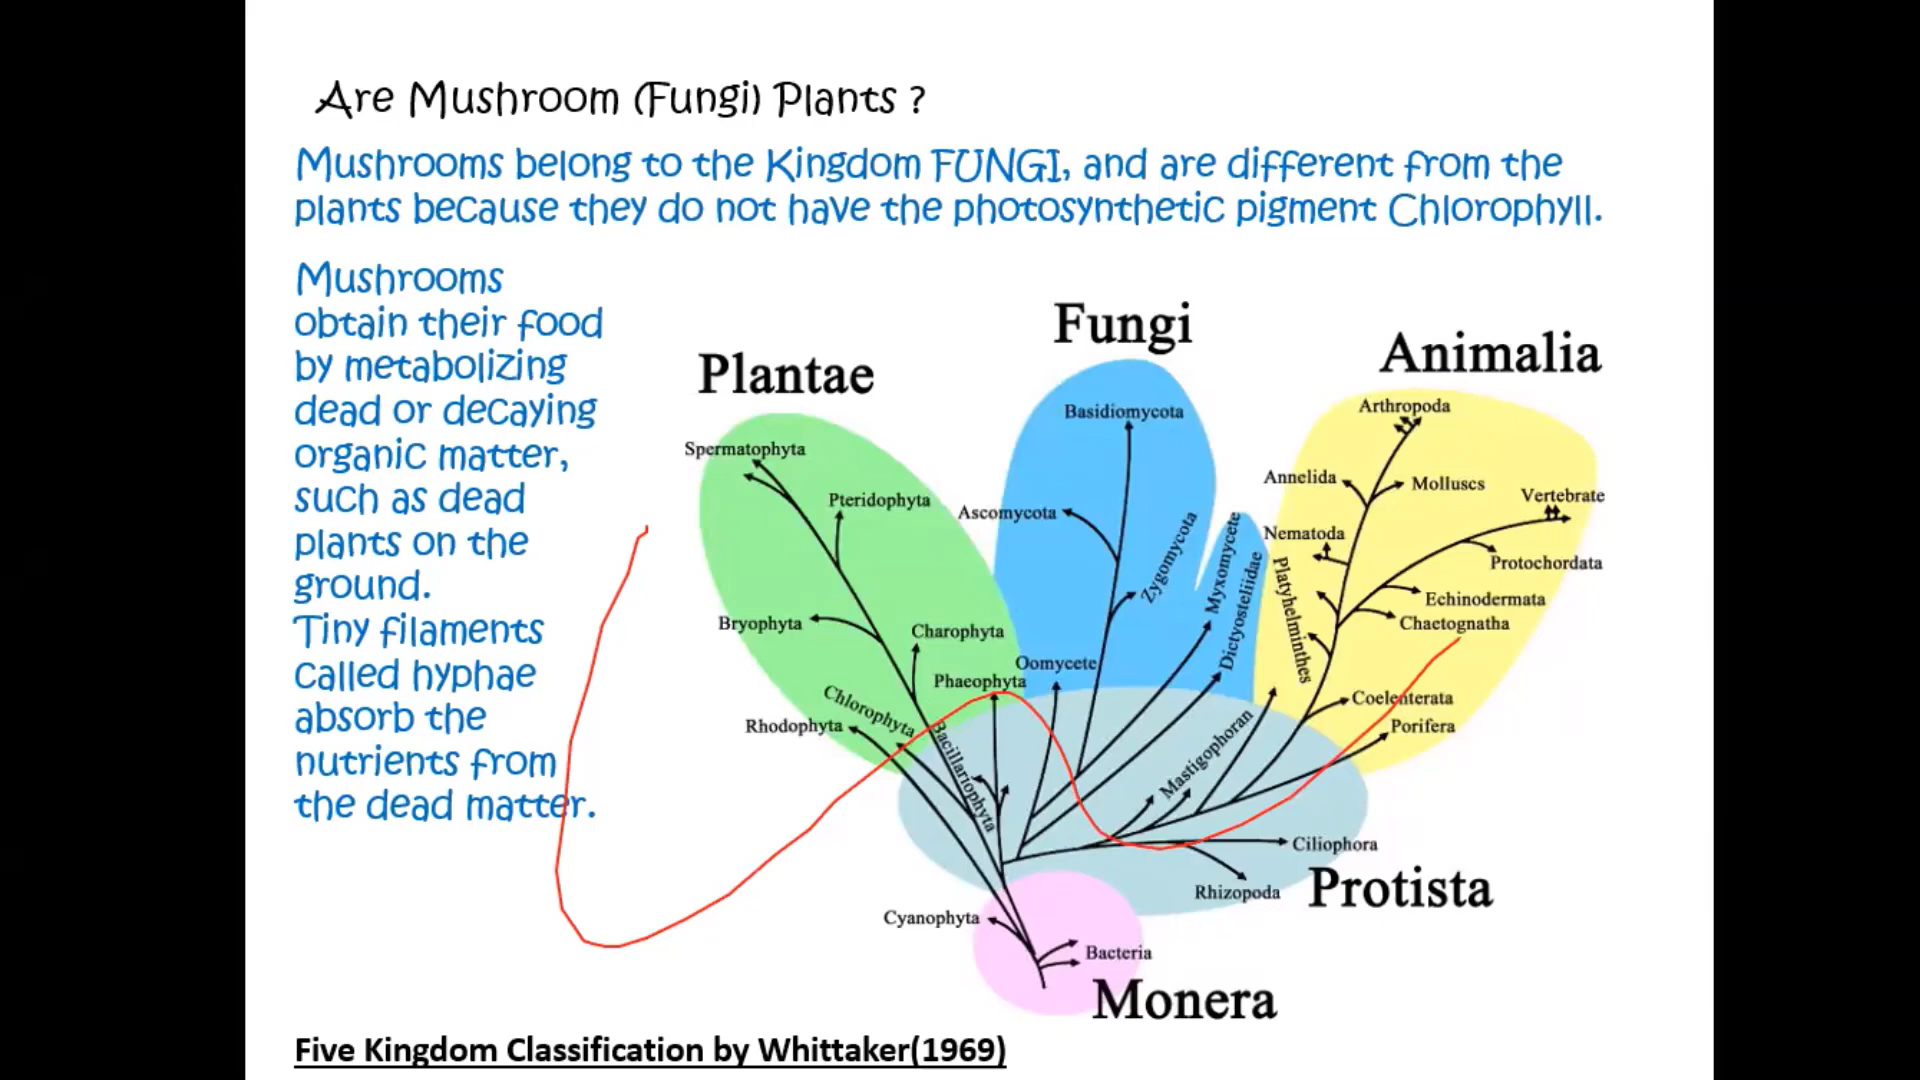 Are Mushroom (Fungi) Plants ?
Mushrooms belong to the Kingdom FUNGI, and are different from the
plants because they do not have the photosynthetic pigment Chlorophyll.
Mushrooms
obtain their food
by metabolizing
dead or decaying
organic matter,
such as dead
plants on the
ground.
Tiny filaments
called hyphae
absorb the
nutrients from
the dead matter.
Plantae
Spermatophyta
Pteridophyta
Bryophyta
Charophyta
Phaeophyta
Chlorophyta
Rhodophyta
Bacillariophyta
Fungi
Basidiomycota
Ascomycota
Zygomycota
Oomycete
Myxomycete
Dictyosteliidae
Animalia
Arthropoda
Annelida
Molluscs
Vertebrate
Nematoda
Protochordata
Platyhelminthes
Echinodermata
Chaetognatha
Coelenterata
Porifera
Mastigophoran
Ciliophora
Rhizopoda
Protista
Cyanophyta
Bacteria
Monera
Five Kingdom Classification by Whittaker(1969)